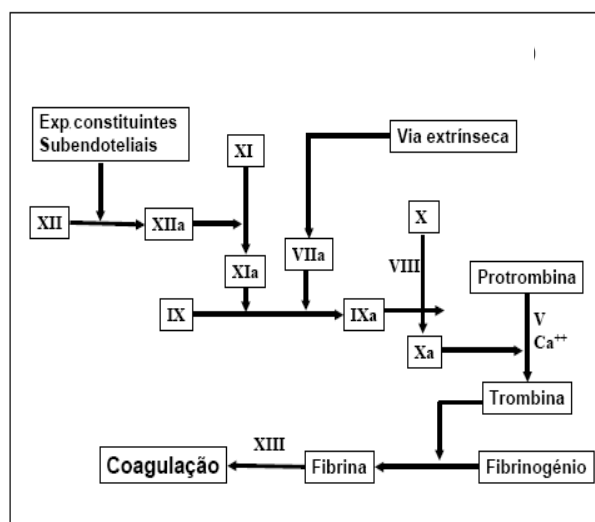 )
Exp.constituintes
Subendoteliais
XI
Via extrínseca
XII
XIIa
X
XIa
VIIa
VIII
Protrombina
IX
IXa
V
Ca++
Xa
Trombina
XIII
Coagulação
Fibrina
Fibrinogénio